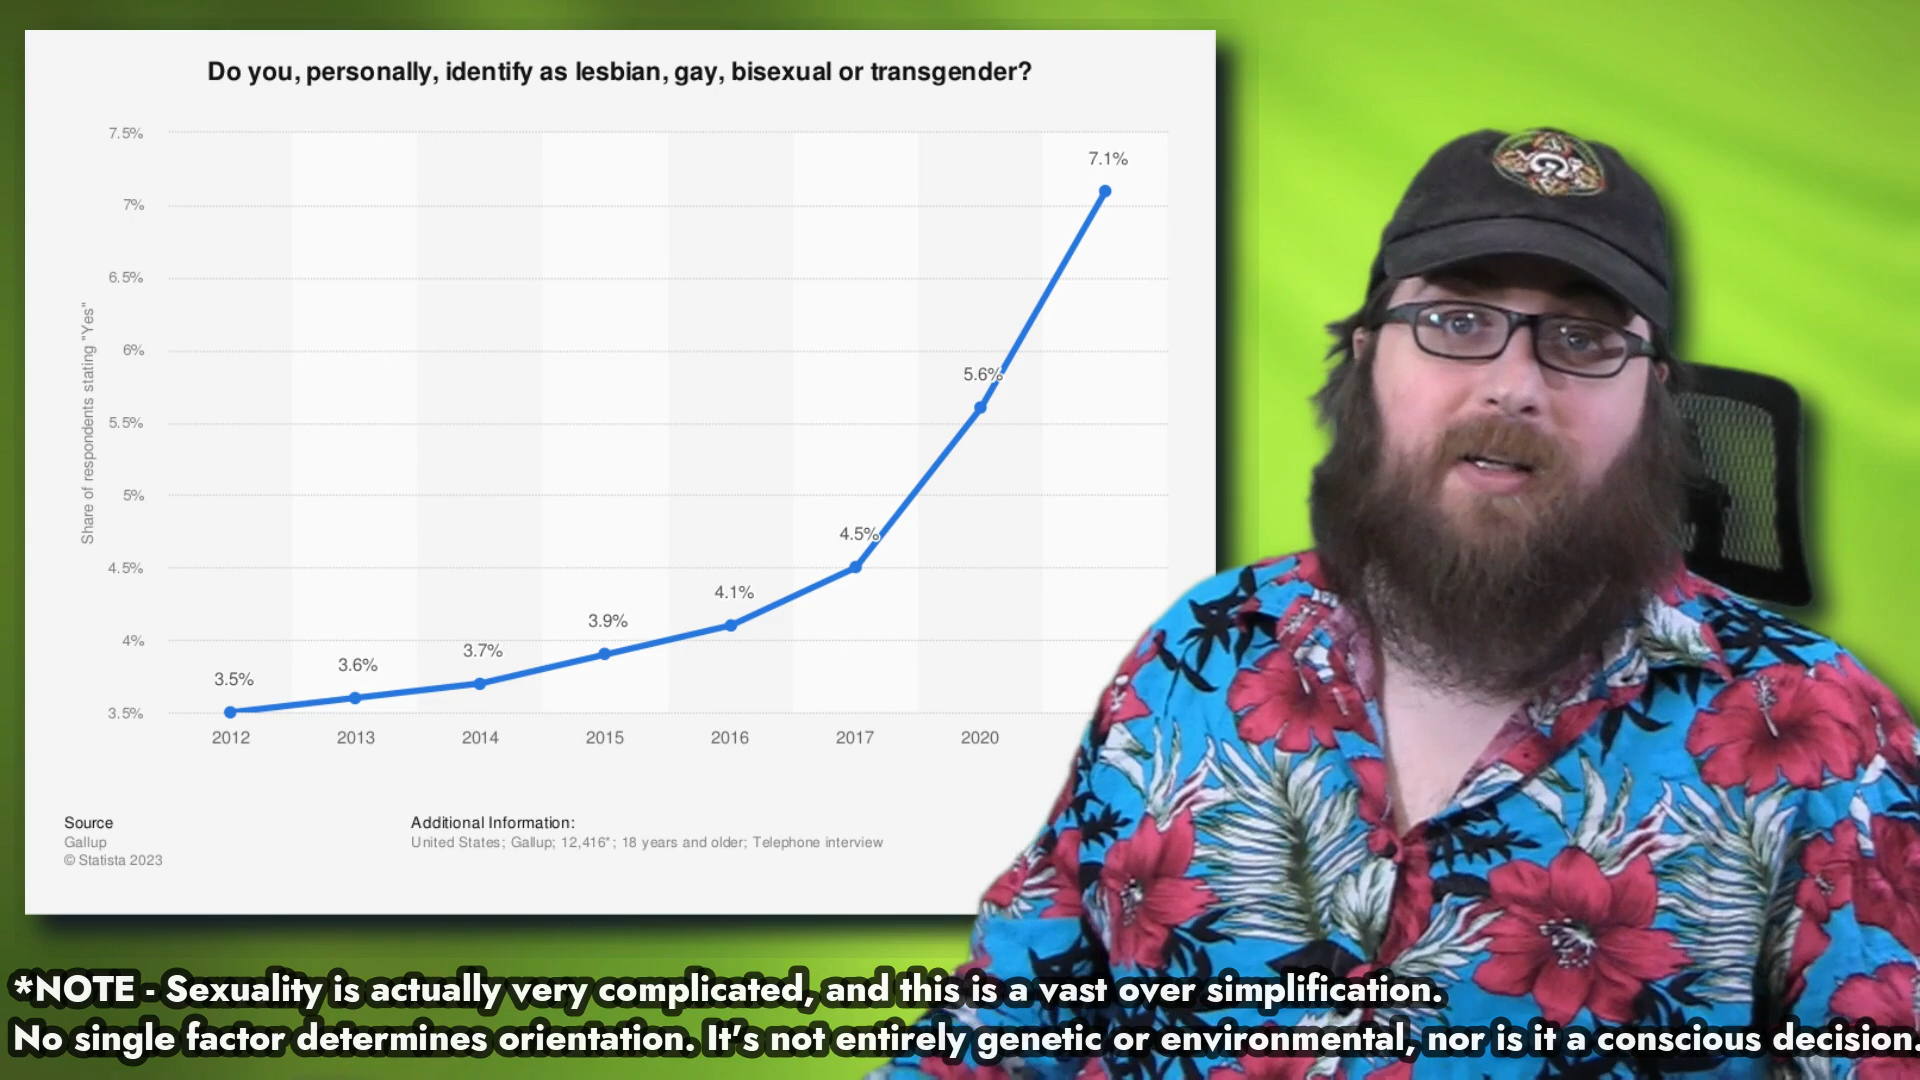 Do you, personally, identify as lesbian, gay, bisexual or transgender?
7.5%
7%
6.5%
6%
5.5%
5%
4.5%
4%
3.5%
Share of respondents stating "Yes"
3.5%
3.6%
3.7%
3.9%
4.1%
4.5%
5.6%
7.1%
2012 2013 2014 2015 2016 2017 2020
Source
Gallup
© Statista 2023
Additional Information:
United States; Gallup; 12,416*; 18 years and older; Telephone interview
*NOTE - Sexuality is actually very complicated, and this is a vast over simplification.
No single factor determines orientation. It's not entirely genetic or environmental, nor is it a conscious decision.